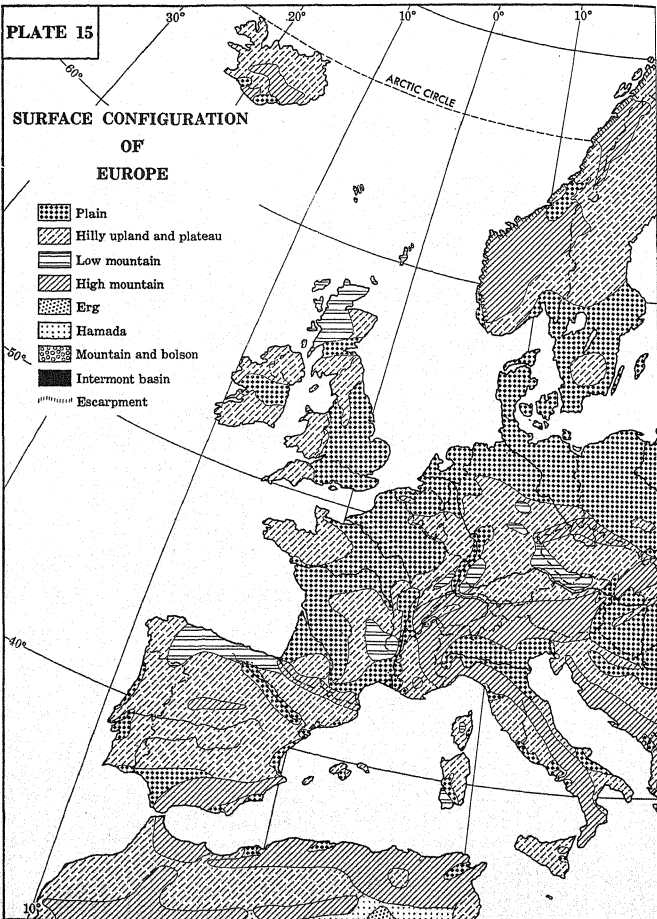 PLATE 15
30°
20°
10°
0°
10°
60°
ARCTIC CIRCLE
SURFACE CONFIGURATION
OF
EUROPE
Plain
Hilly upland and plateau
Low mountain
High mountain
Erg
Hamada
Mountain and bolson
Intermont basin
Escarpment
50°
40°
10°